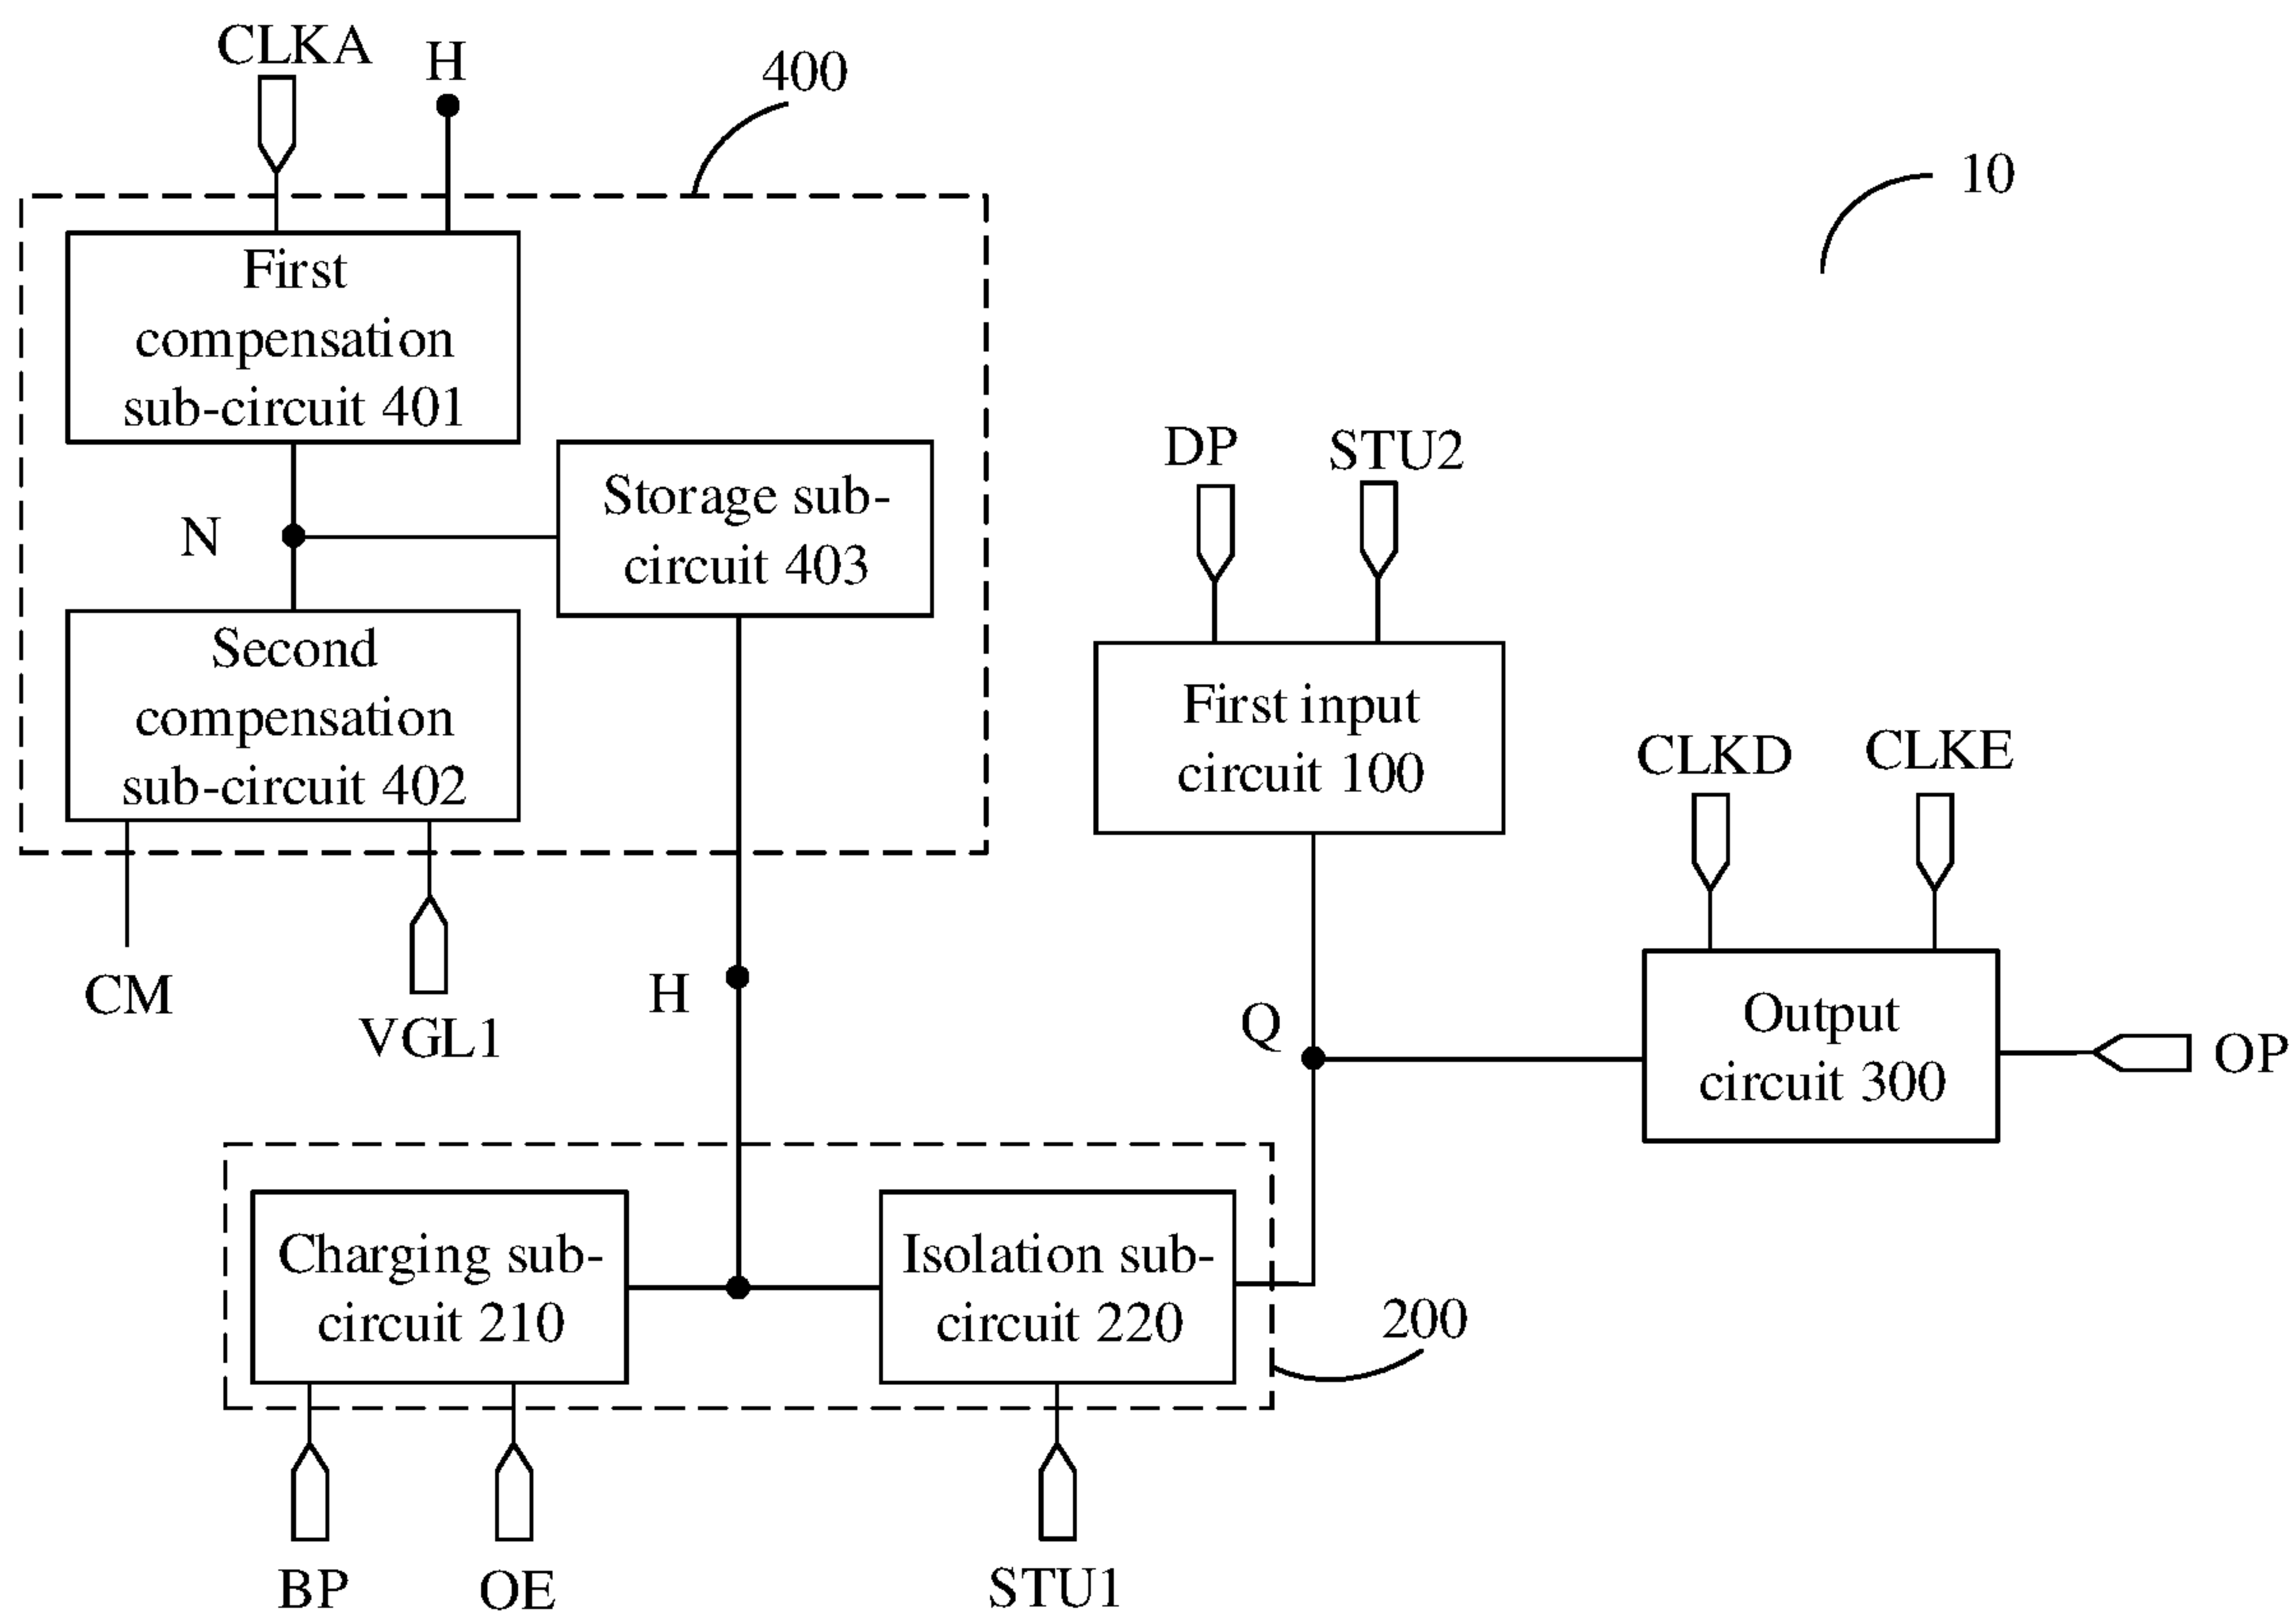 CLKA
H
400
10
First
compensation
sub-circuit 401
N
Storage sub-
circuit 403
Second
compensation
sub-circuit 402
CM
VGL1
H
DP
STU2
First input
circuit 100
CLKD
CLKE
Q
Output
circuit 300
OP
Charging sub-
circuit 210
Isolation sub-
circuit 220
200
BP
OE
STU1